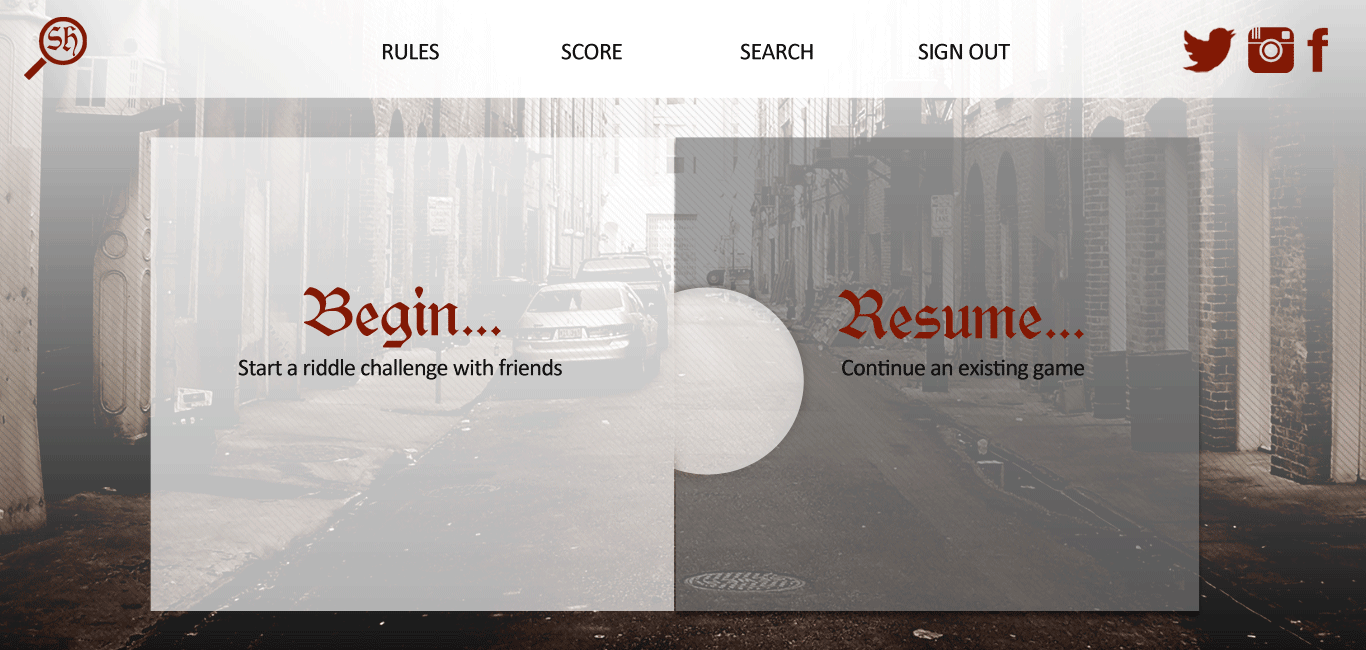 SH
RULES
SCORE
SEARCH
SIGN OUT
Begin...
Start a riddle challenge with friends
Resume...
Continue an existing game